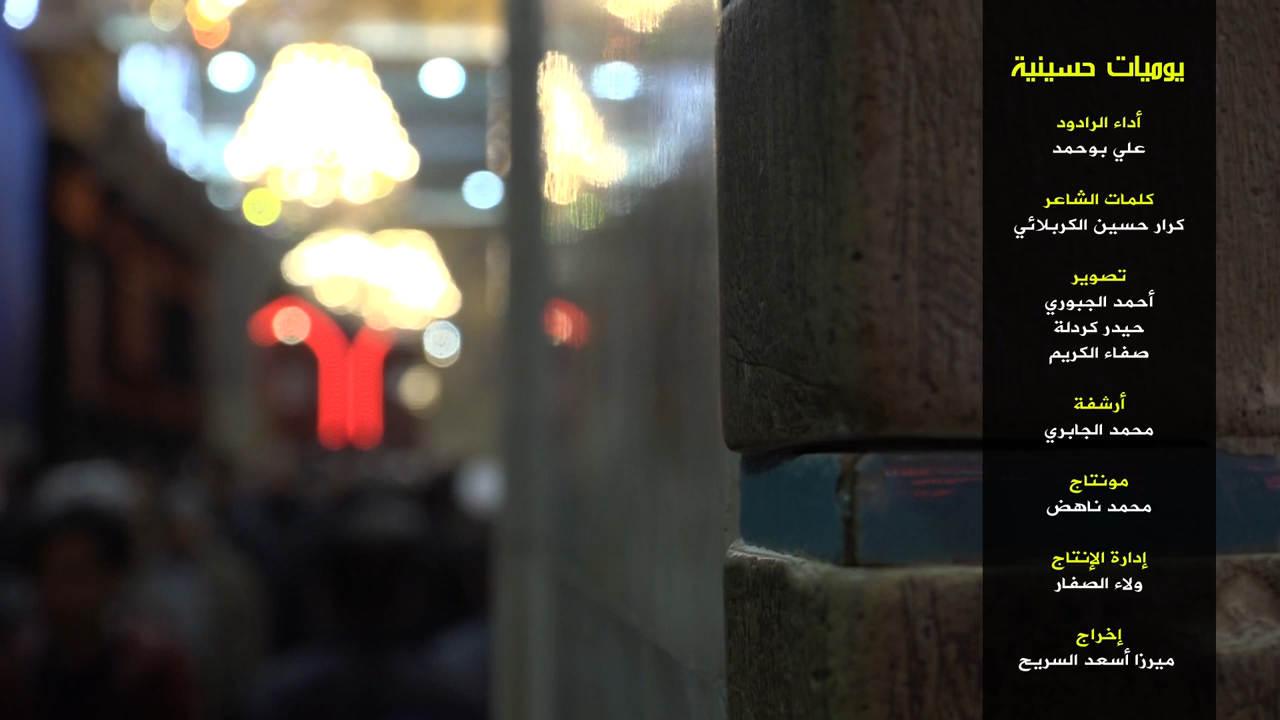 يوميات حسينية
أداء الرادود
علي بوحمد
كلمات الشاعر
كرار حسين الكربلائي
تصوير
أحمد الجبوري
حيدر كردلة
صفاء الكريم
أرشفة
محمد الجابري
مونتاج
محمد ناهض
إدارة الإنتاج
ولاء الصفار
إخراج
ميرزا أسعد السريح